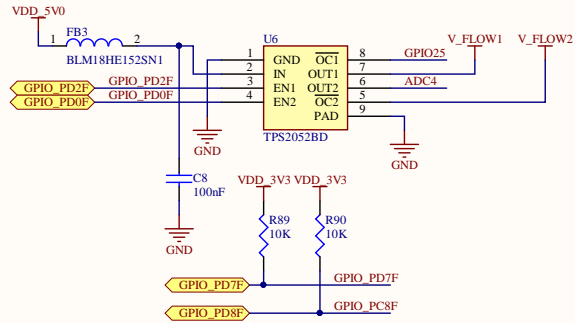 VDD_5V0
FB3
1 2
BLM18HE152SN1
U6
V_FLOW1 V_FLOW2
1 GND OC1 8 GPIO25
2 IN OUT1 7
GPIO_PD2F GPIO_PD2F 3 EN1 OUT2 6 ADC4
GPIO_PD0F GPIO_PD0F 4 EN2 OC2 5
PAD 9
TPS2052BD
GND GND
C8
100nF
GND
VDD_3V3 VDD_3V3
R89 R90
10K 10K
GPIO_PD7F GPIO_PD7F
GPIO_PD8F GPIO_PC8F